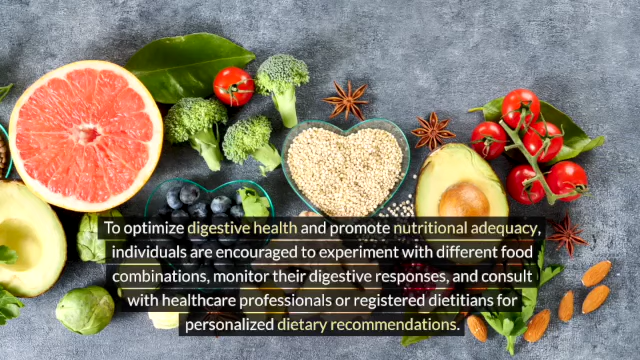 To optimize digestive health and promote nutritional adequacy,
individuals are encouraged to experiment with different food
combinations, monitor their digestive responses, and consult
with healthcare professionals or registered dietitians for
personalized dietary recommendations.